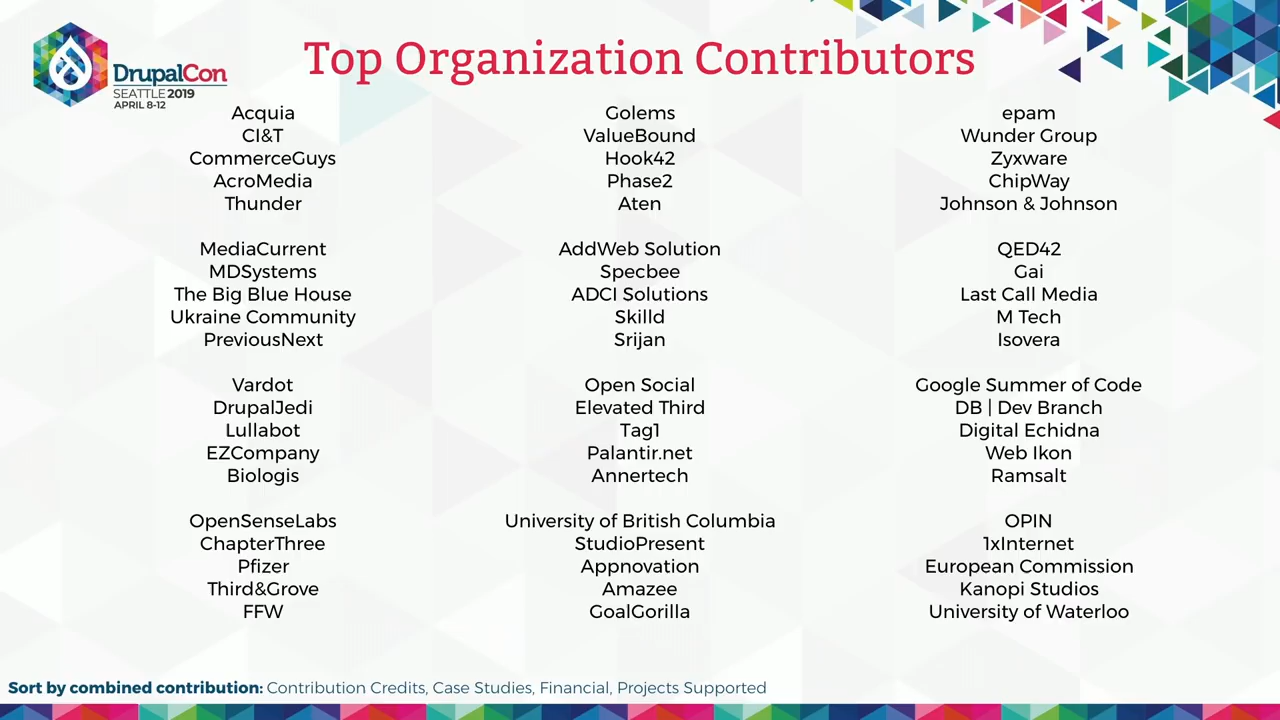 Top Organization Contributors
DrupalCon
SEATTLE 2019
APRIL 8-12
Acquia
CI&T
CommerceGuys
AcroMedia
Thunder
MediaCurrent
MDSystems
The Big Blue House
Ukraine Community
PreviousNext
Vardot
DrupalJedi
Lullabot
EZCompany
Biologis
OpenSenseLabs
ChapterThree
Pfizer
Third&Grove
FFW
Golems
ValueBound
Hook42
Phase2
Aten
AddWeb Solution
Specbee
ADCI Solutions
Skilld
Srijan
Open Social
Elevated Third
Tag1
Palantir.net
Annertech
University of British Columbia
StudioPresent
Appnovation
Amazee
GoalGorilla
epam
Wunder Group
Zyxware
ChipWay
Johnson & Johnson
QED42
Gai
Last Call Media
M Tech
Isovera
Google Summer of Code
DB | Dev Branch
Digital Echidna
Web Ikon
Ramsalt
OPIN
1xInternet
European Commission
Kanopi Studios
University of Waterloo
Sort by combined contribution: Contribution Credits, Case Studies, Financial, Projects Supported